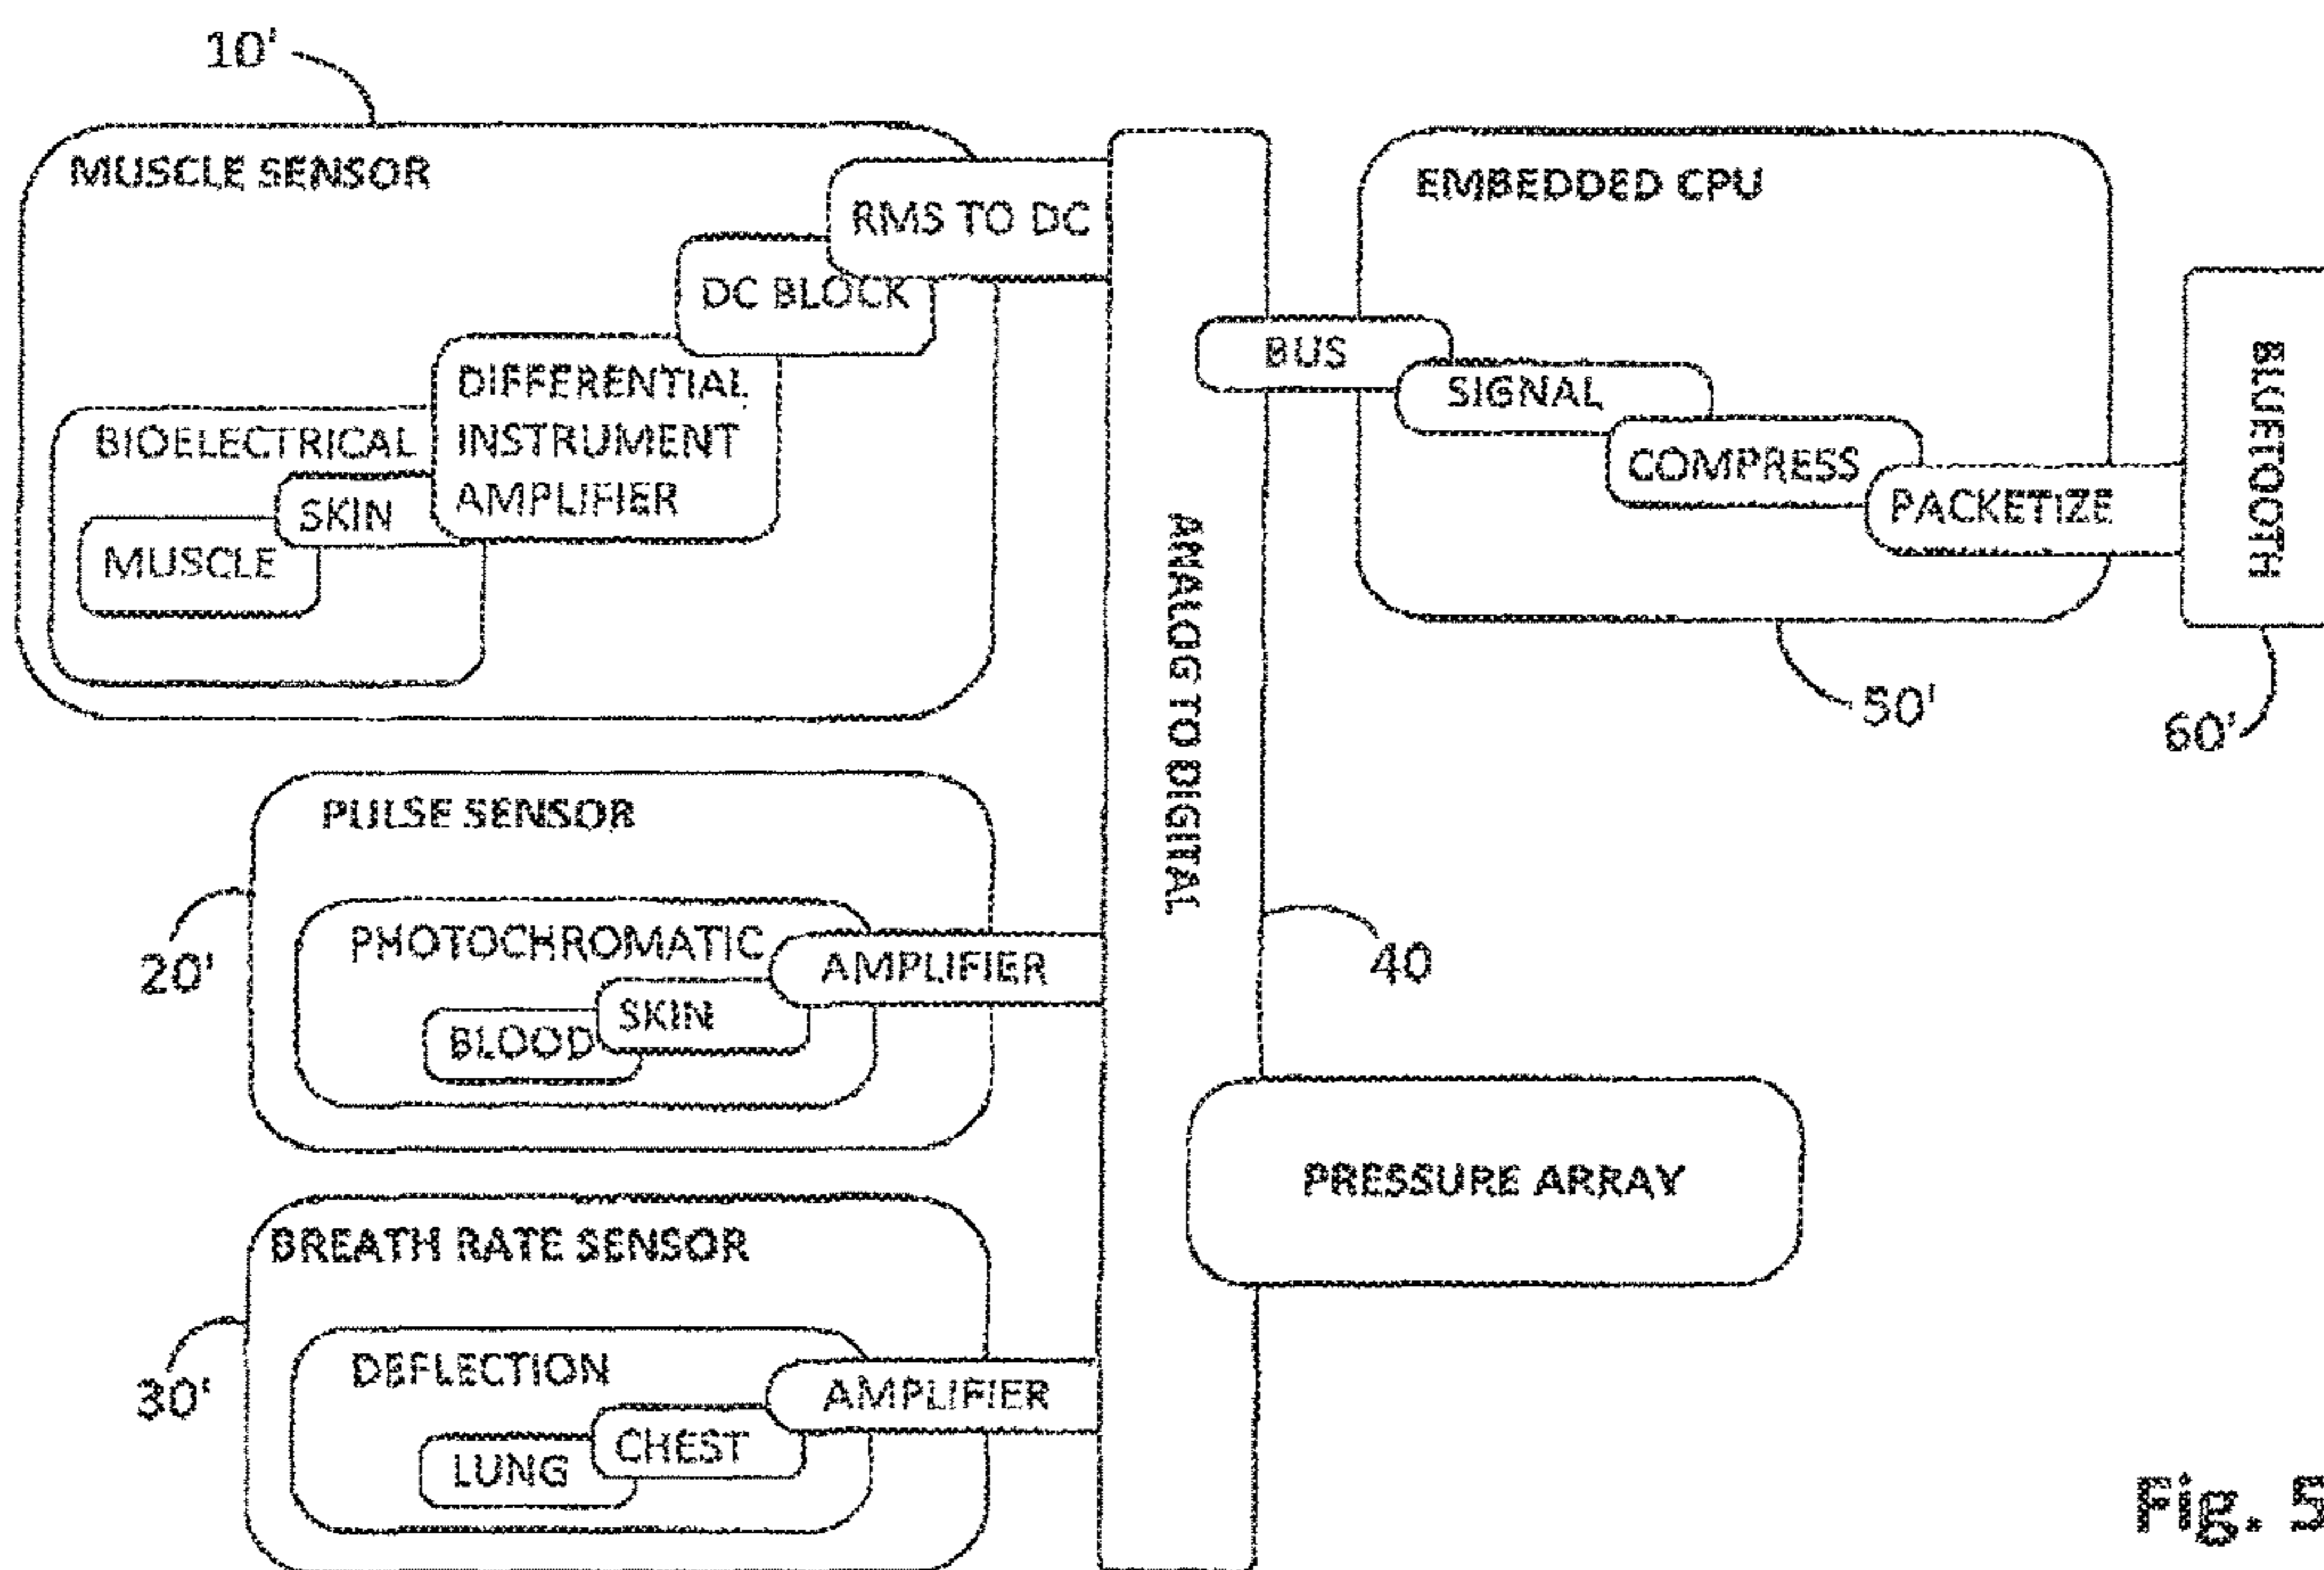 10'
MUSCLE SENSOR
RMS TO DC
DC BLOCK
DIFFERENTIAL
INSTRUMENT
AMPLIFIER
BIOELECTRICAL
SKIN
MUSCLE
EMBEDDED CPU
BUS
SIGNAL
COMPRESS
PACKETIZE
BLUETOOTH
50'
60'
ANALOG TO DIGITAL
40
PULSE SENSOR
PHOTOCHROMATIC
AMPLIFIER
SKIN
BLOOD
20'
PRESSURE ARRAY
BREATH RATE SENSOR
DEFLECTION
AMPLIFIER
CHEST
LUNG
30'
Fig. 5